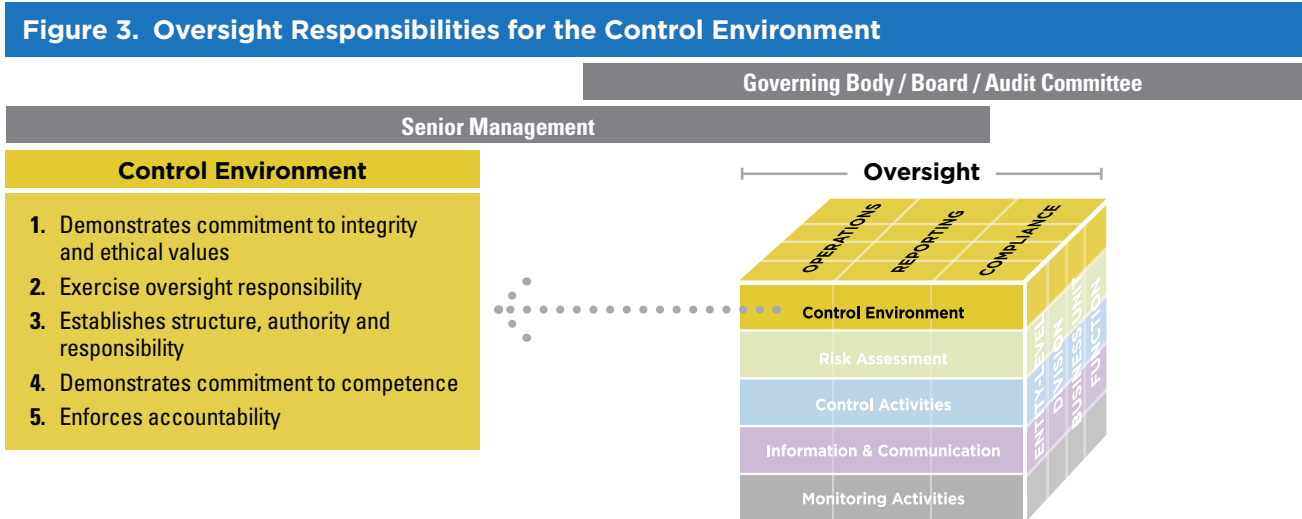 Figure 3. Oversight Responsibilities for the Control Environment
Governing Body / Board / Audit Committee
Senior Management
Control Environment
1. Demonstrates commitment to integrity
and ethical values
2. Exercise oversight responsibility
3. Establishes structure, authority and
responsibility
4. Demonstrates commitment to competence
5. Enforces accountability
Oversight
OPERATIONS
REPORTING
COMPLIANCE
Control Environment
Risk Assessment
Control Activities
Information & Communication
Monitoring Activities
ENTITY-LEVEL
DIVISION
BUSINESS UNIT
FUNCTION